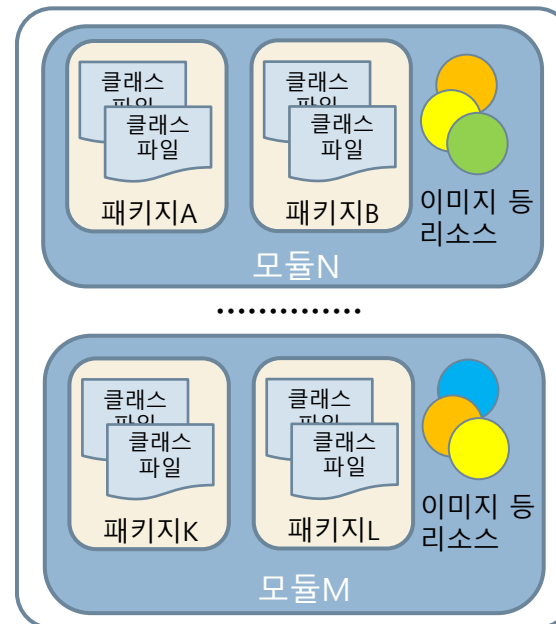 클래스
파일
클래스
파일
패키지A
클래스
파일
클래스
파일
패키지B
이미지 등
리소스
모듈N
..............
클래스
파일
클래스
파일
패키지K
클래스
파일
클래스
파일
패키지L
이미지 등
리소스
모듈M